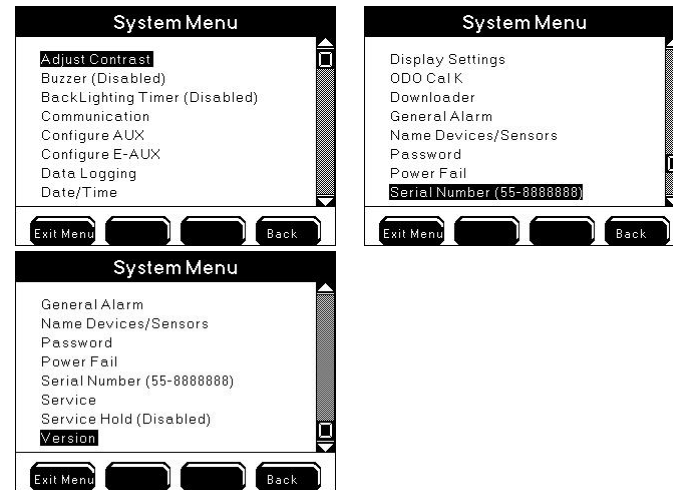 System Menu
Adjust Contrast
Buzzer (Disabled)
BackLighting Timer (Disabled)
Communication
Configure AUX
Configure E-AUX
Data Logging
Date/Time
Exit Menu
Back
System Menu
Display Settings
ODO Cal K
Downloader
General Alarm
Name Devices/Sensors
Password
Power Fail
Serial Number (55-8888888)
Exit Menu
Back
System Menu
General Alarm
Name Devices/Sensors
Password
Power Fail
Serial Number (55-8888888)
Service
Service Hold (Disabled)
Version
Exit Menu
Back